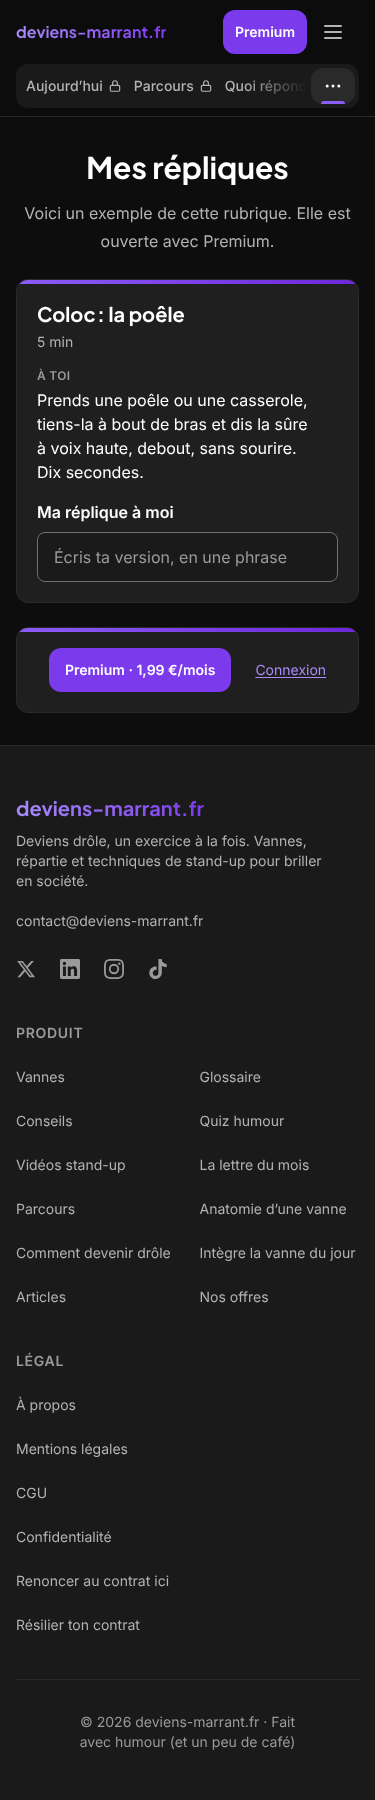 deviens-marrant.fr
Premium
Aujourd’hui
Parcours
Quoi répond
Mes répliques
Voici un exemple de cette rubrique. Elle est
ouverte avec Premium.
Coloc : la poêle
5 min
À TOI
Prends une poêle ou une casserole,
tiens-la à bout de bras et dis la sûre
à voix haute, debout, sans sourire.
Dix secondes.
Ma réplique à moi
Écris ta version, en une phrase
Premium · 1,99 €/mois
Connexion
deviens-marrant.fr
Deviens drôle, un exercice à la fois. Vannes,
répartie et techniques de stand-up pour briller
en société.
contact@deviens-marrant.fr
PRODUIT
Vannes
Glossaire
Conseils
Quiz humour
Vidéos stand-up
La lettre du mois
Parcours
Anatomie d’une vanne
Comment devenir drôle
Intègre la vanne du jour
Articles
Nos offres
LÉGAL
À propos
Mentions légales
CGU
Confidentialité
Renoncer au contrat ici
Résilier ton contrat
© 2026 deviens-marrant.fr · Fait
avec humour (et un peu de café)